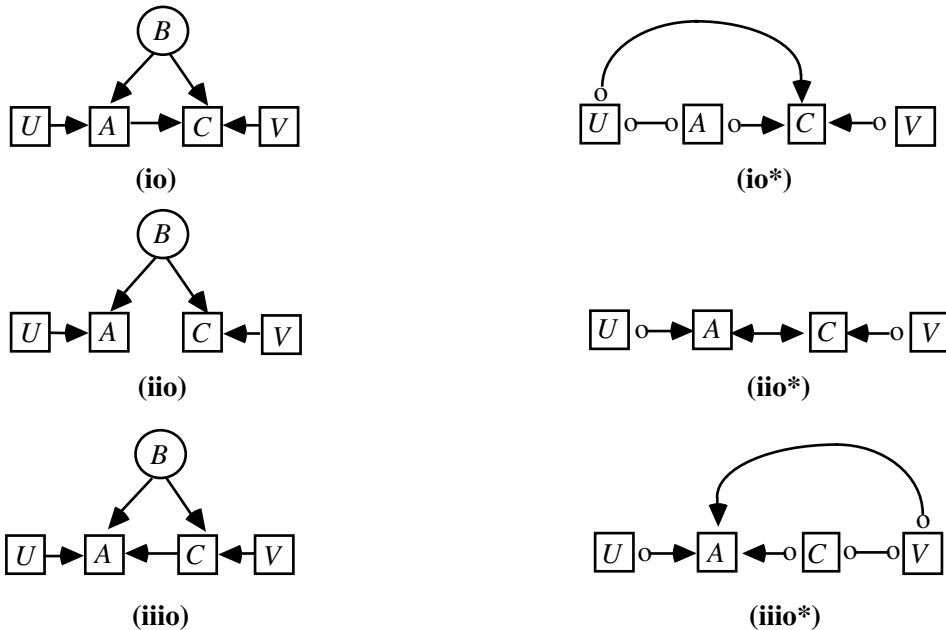 B
U A C V
(io)
o
U o o A o C o V
(io*)
B
U A C V
(iio)
U o A C o V
(iio*)
B
U A C V
(iiio)
o
U o A o C o o V
(iiio*)